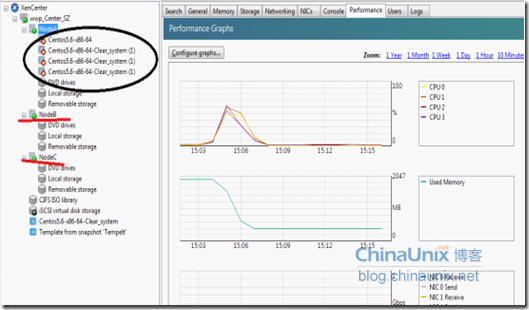 XenCenter
wwp_Center_SZ
NodeA
Centos5.6-x86-64
Centos5.6-x86-64-Clear_system (1)
Centos5.6-x86-64-Clear_system (1)
Centos5.6-x86-64-Clear_system (1)
DVD drives
Local storage
Removable storage
NodeB
DVD drives
Local storage
Removable storage
NodeC
DVD drives
Local storage
Removable storage
CIFS ISO library
iSCSI virtual disk storage
Centos5.6-x86-64-Clear_system
Template from snapshot 'Templt'
Search General Memory Storage Networking NICs Console Performance Users Logs
Performance Graphs
Configure graphs...
Zoom: 1 Year 1 Month 1 Week 1 Day 1 Hour 10 Minute
100
%
0
CPU 0
CPU 1
CPU 2
CPU 3
15:03 15:06 15:09 15:12 15:15
2047
MB
0
Used Memory
15:03 15:06 15:09 15:12 15:15
1
Gbps
NIC 0 Receive
NIC 0 Send
NIC 1 Receive
ChinaUnix.net 博客
blog.chinaunix.net